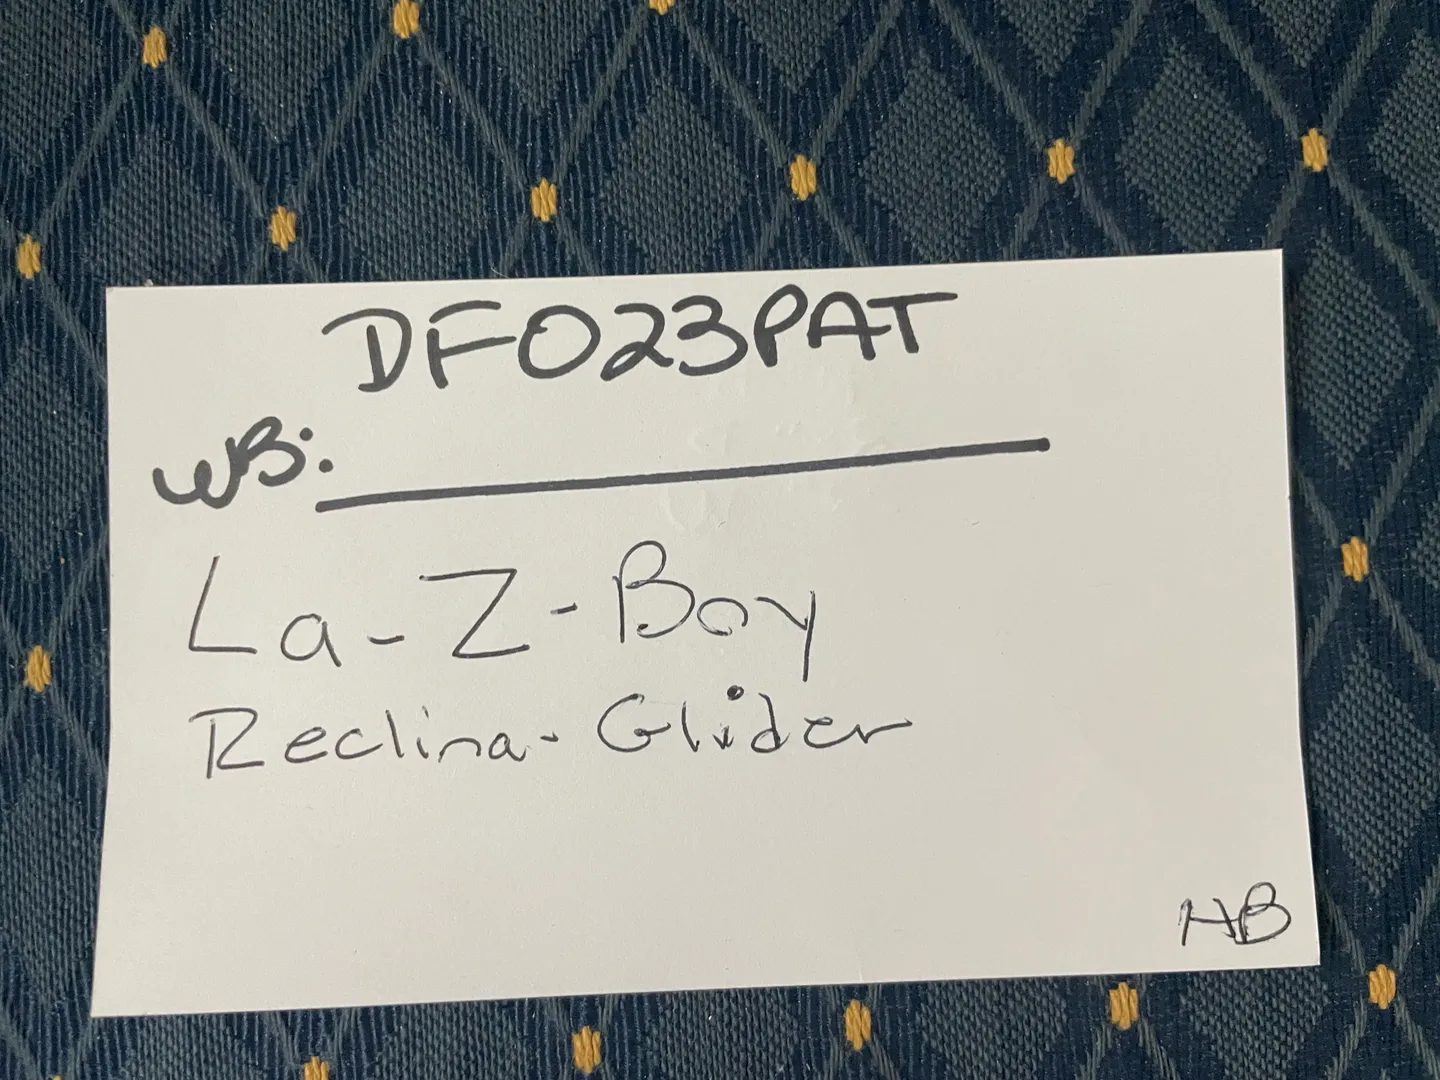 DF023PAT
WB:
La-Z-Boy
Reclina-Glider
HB